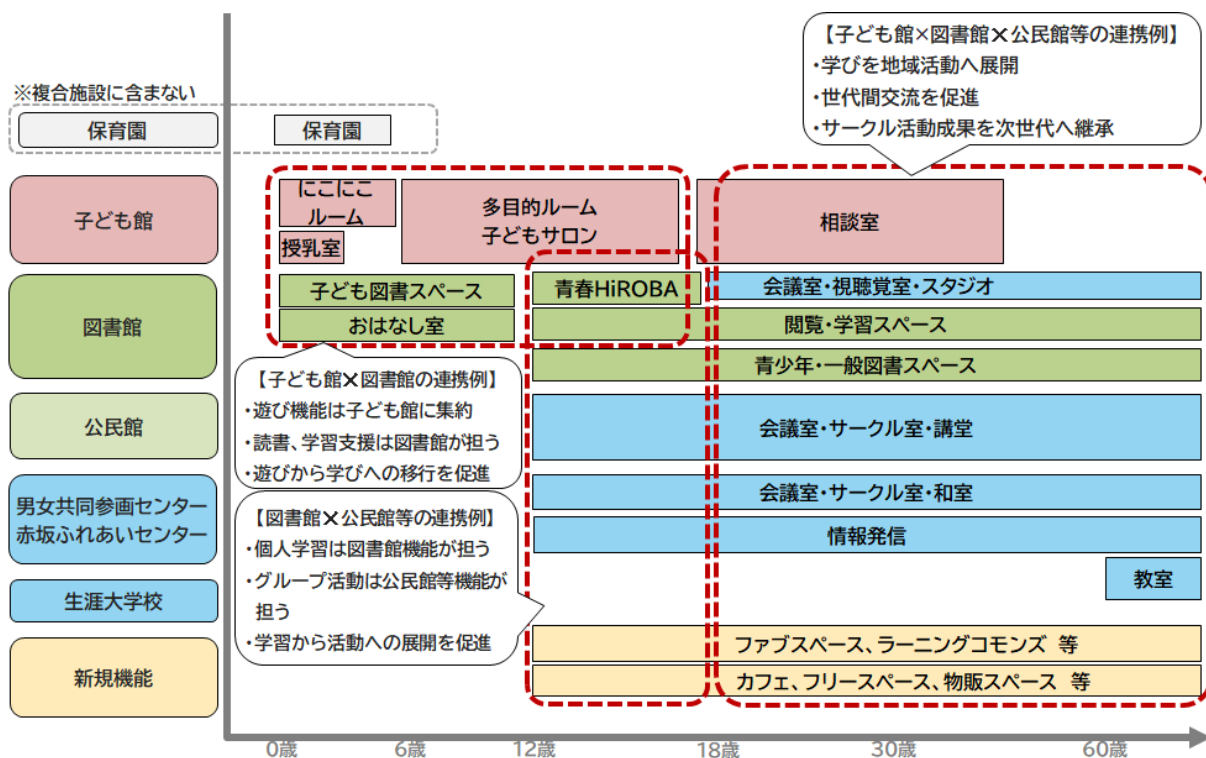 【子ども館×図書館×公民館等の連携例】
・学びを地域活動へ展開
・世代間交流を促進
・サークル活動成果を次世代へ継承
※複合施設に含まない
保育園
保育園
子ども館
にこにこ
ルーム
授乳室
多目的ルーム
子どもサロン
相談室
図書館
子ども図書スペース
おはなし室
青春HiROBA
会議室・視聴覚室・スタジオ
閲覧・学習スペース
青少年・一般図書スペース
【子ども館×図書館の連携例】
・遊び機能は子ども館に集約
・読書、学習支援は図書館が担う
・遊びから学びへの移行を促進
公民館
会議室・サークル室・講堂
男女共同参画センター
赤坂ふれあいセンター
会議室・サークル室・和室
情報発信
【図書館×公民館等の連携例】
・個人学習は図書館機能が担う
・グループ活動は公民館等機能が
担う
・学習から活動への展開を促進
生涯大学校
教室
新規機能
ファブスペース、ラーニングコモンズ 等
カフェ、フリースペース、物販スペース 等
0歳
6歳
12歳
18歳
30歳
60歳